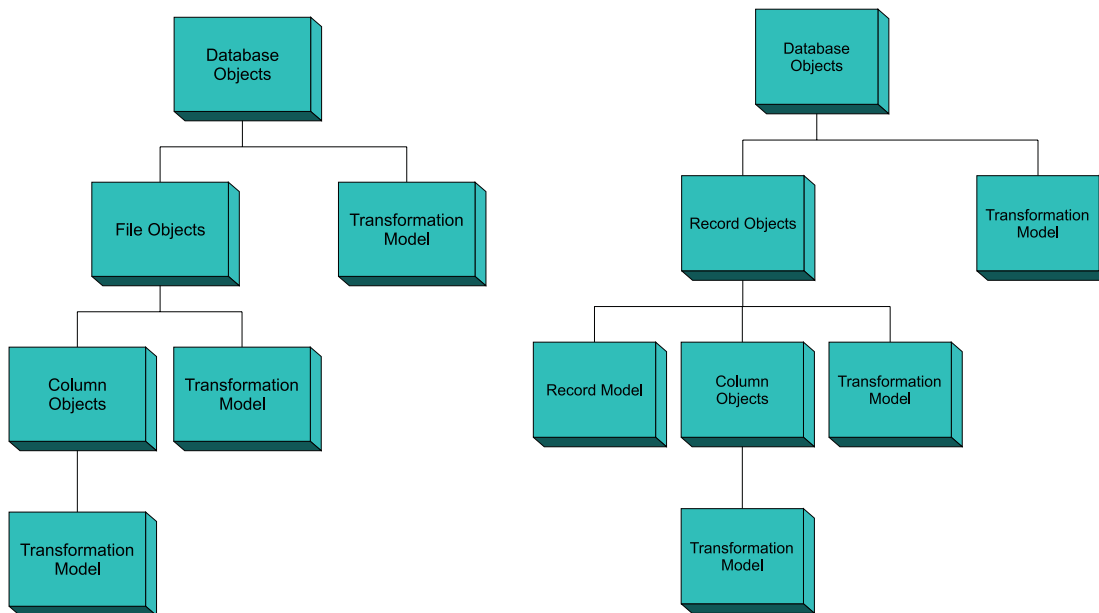 Database
Objects
File Objects
Transformation
Model
Column
Objects
Transformation
Model
Transformation
Model
Database
Objects
Record Objects
Transformation
Model
Record Model
Column
Objects
Transformation
Model
Transformation
Model